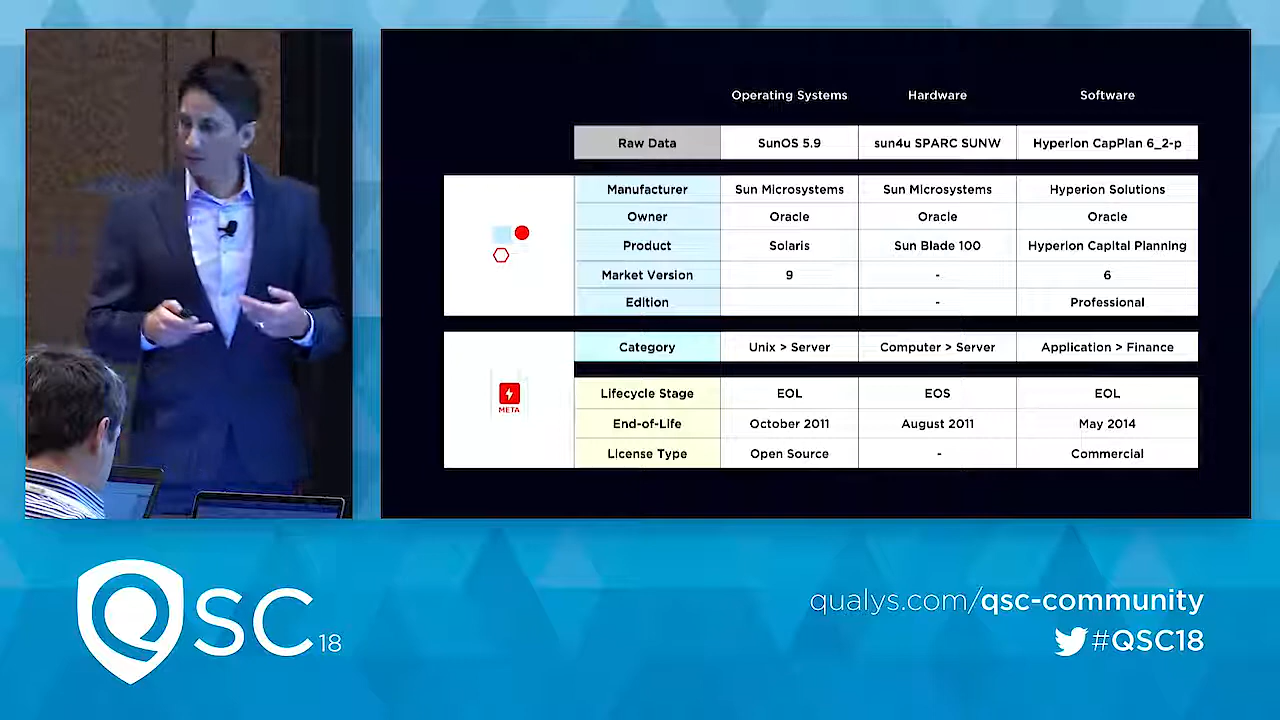 Operating Systems Hardware Software
Raw Data SunOS 5.9 sun4u SPARC SUNW Hyperion CapPlan 6_2-p
Manufacturer Sun Microsystems Sun Microsystems Hyperion Solutions
Owner Oracle Oracle Oracle
Product Solaris Sun Blade 100 Hyperion Capital Planning
Market Version 9 - 6
Edition - Professional
Category Unix > Server Computer > Server Application > Finance
Lifecycle Stage EOL EOS EOL
META
End-of-Life October 2011 August 2011 May 2014
License Type Open Source - Commercial
QSC 18
qualys.com/qsc-community
#QSC18